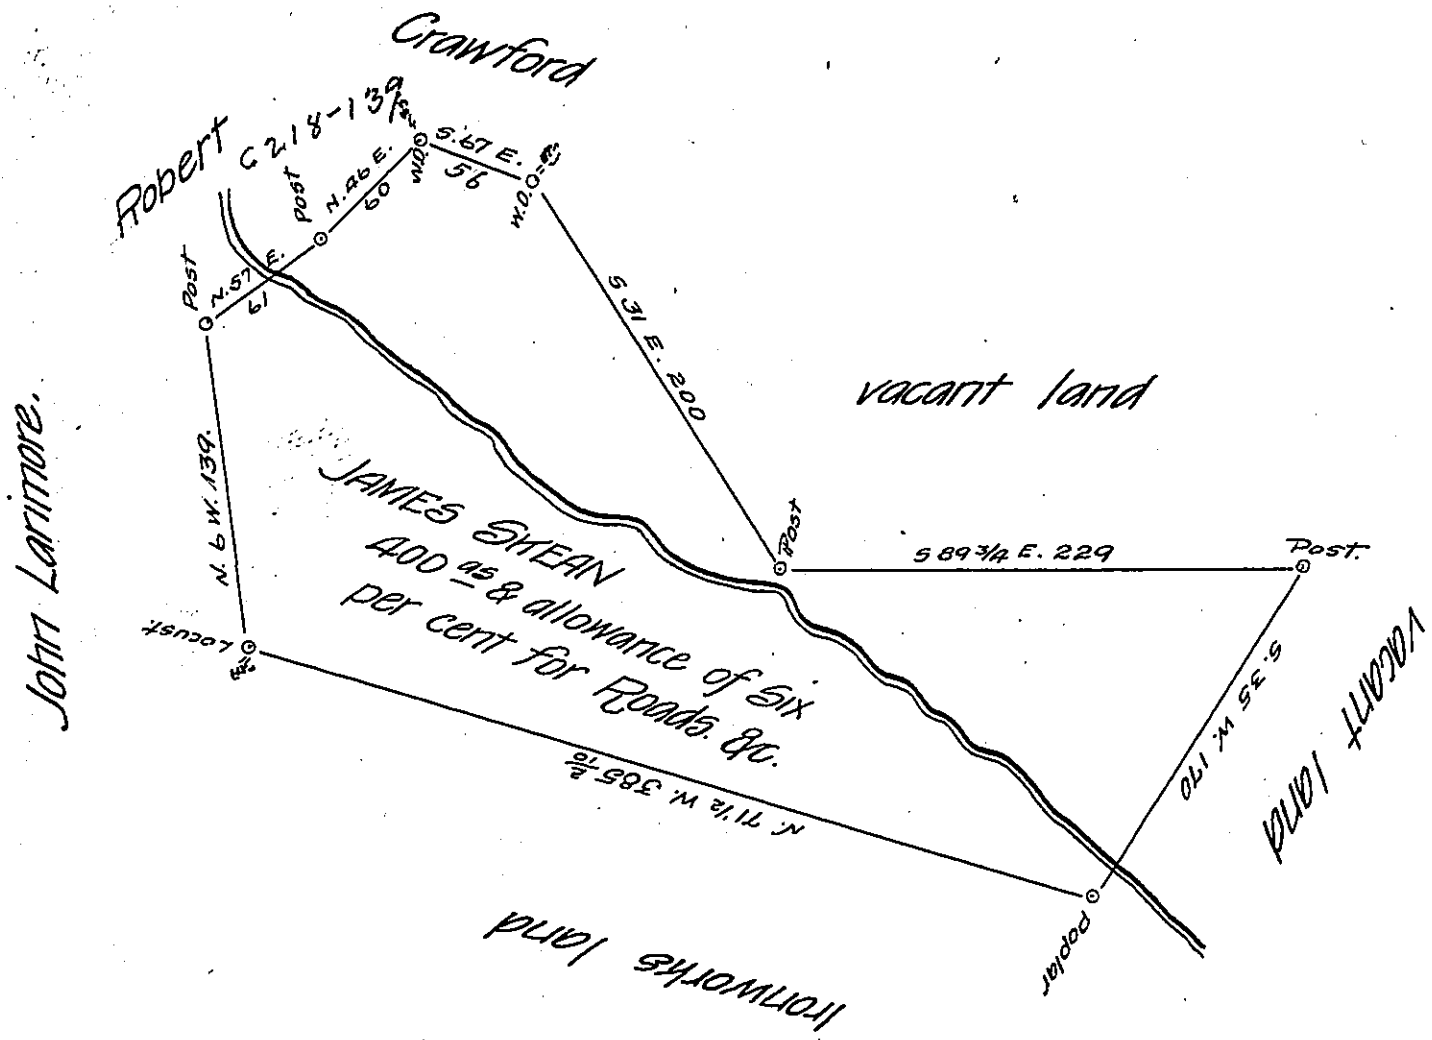 Crawford
Robert
C218-139
Post
N. 46 E.
60
W.O.
S. 67 E.
56
W.O.
Post
N. 57 E.
61
S 31 E. 200
vacant land
John Larimore.
N. 6 W. 139.
JAMES SKEAN
400 as & allowance of six
per cent for Roads. &c.
Post
S 89 3/4 E. 229
Post.
S. 35 W. 170
vacant land
Locust
N. 71 1/2 W. 385 2/10
poplar
Ironworks land